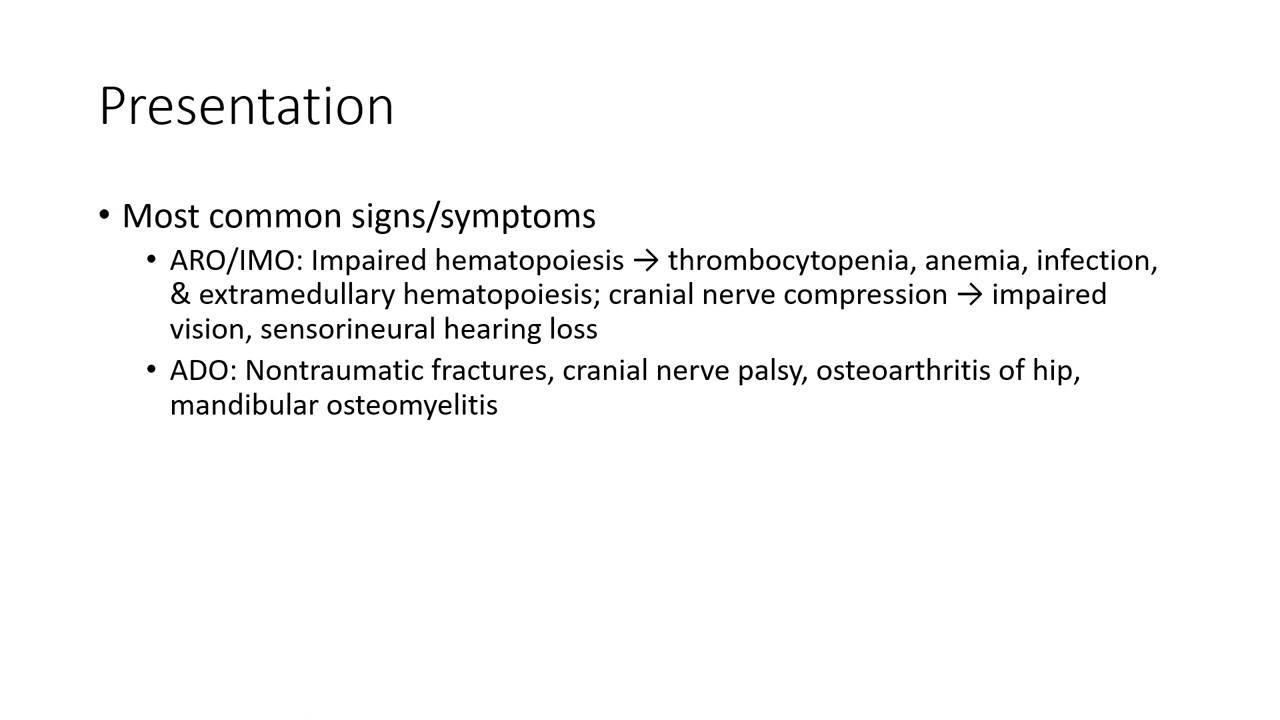 Presentation
• Most common signs/symptoms
• ARO/IMO: Impaired hematopoiesis → thrombocytopenia, anemia, infection,
& extramedullary hematopoiesis; cranial nerve compression → impaired
vision, sensorineural hearing loss
• ADO: Nontraumatic fractures, cranial nerve palsy, osteoarthritis of hip,
mandibular osteomyelitis